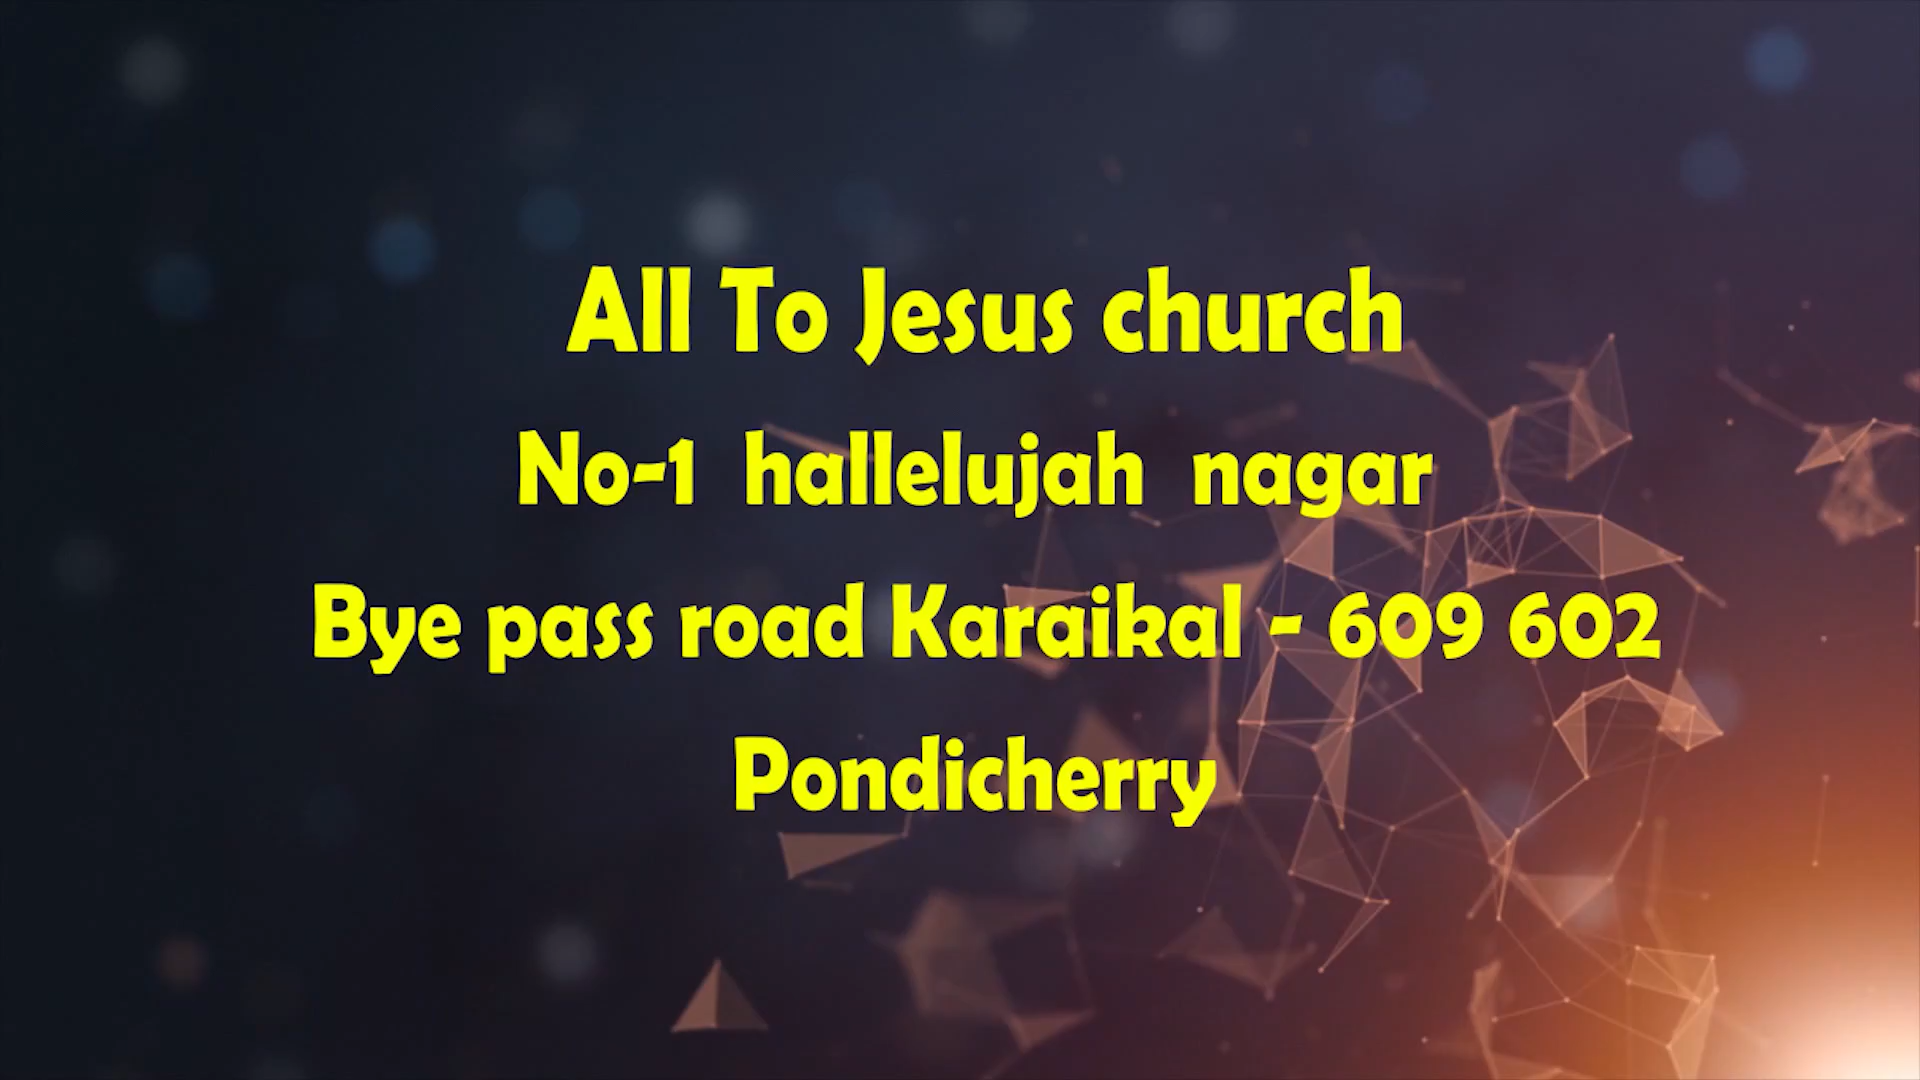 All To Jesus church
No-1 hallelujah nagar
Bye pass road Karaikal - 609 602
Pondicherry